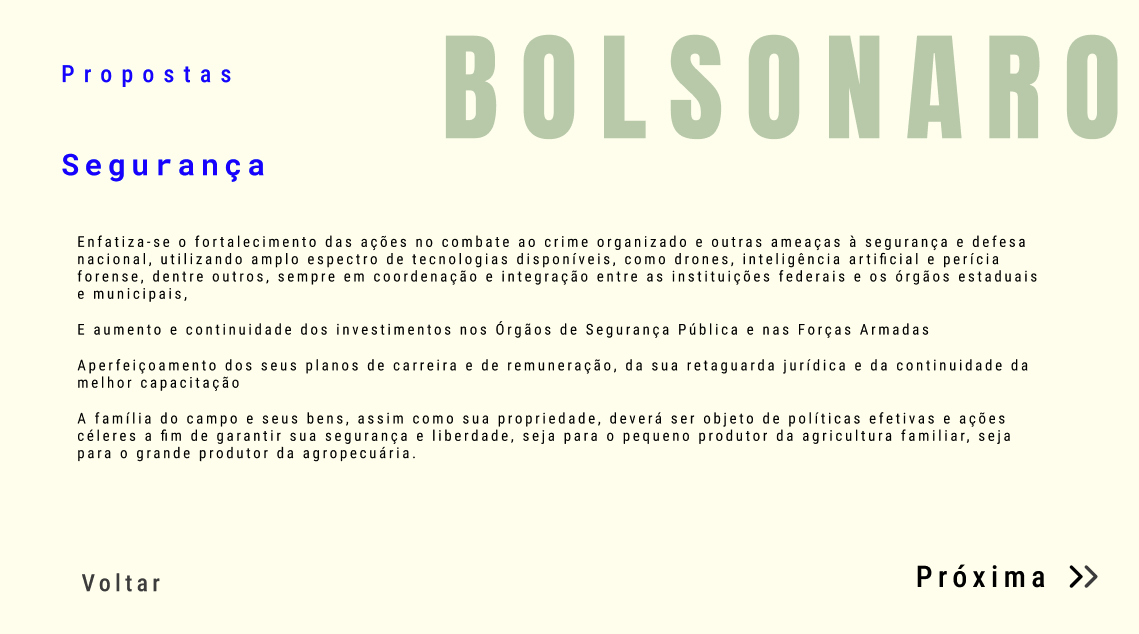 BOLSONARO
Propostas
Segurança
Enfatiza-se o fortalecimento das ações no combate ao crime organizado e outras ameaças à segurança e defesa
nacional, utilizando amplo espectro de tecnologias disponíveis, como drones, inteligência artificial e perícia
forense, dentre outros, sempre em coordenação e integração entre as instituições federais e os órgãos estaduais
e municipais,
E aumento e continuidade dos investimentos nos Órgãos de Segurança Pública e nas Forças Armadas
Aperfeiçoamento dos seus planos de carreira e de remuneração, da sua retaguarda jurídica e da continuidade da
melhor capacitação
A família do campo e seus bens, assim como sua propriedade, deverá ser objeto de políticas efetivas e ações
céleres a fim de garantir sua segurança e liberdade, seja para o pequeno produtor da agricultura familiar, seja
para o grande produtor da agropecuária.
Voltar
Próxima